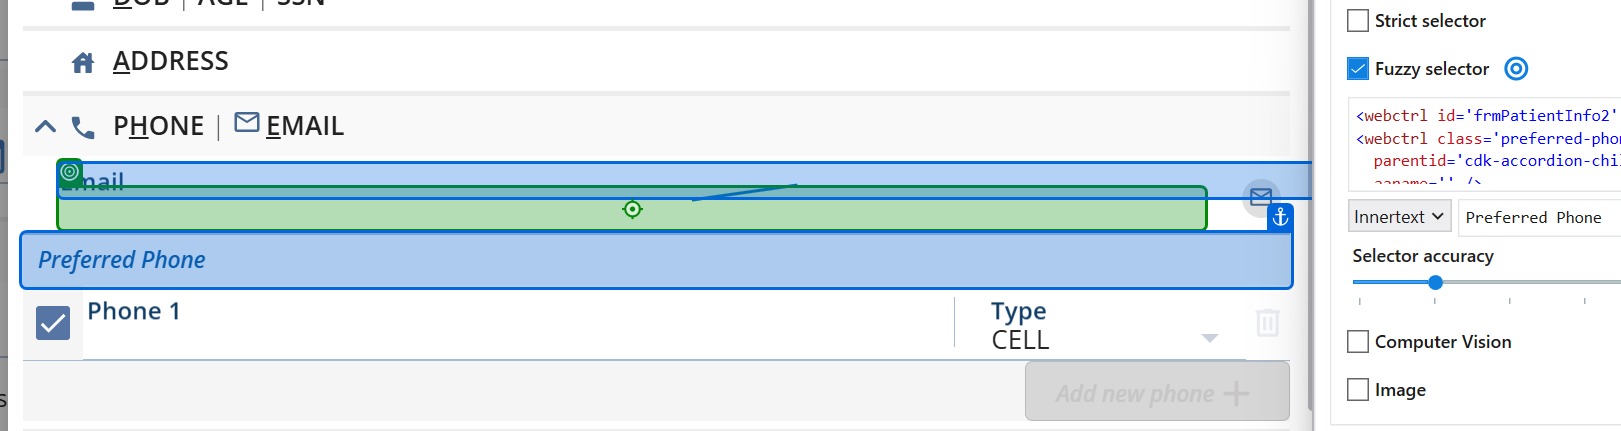 DOB | AGE | SSN
ADDRESS
PHONE | EMAIL
Email
Preferred Phone
Phone 1
Type
CELL
Add new phone
Strict selector
Fuzzy selector
<webctrl id='frmPatientInfo2'
<webctrl class='preferred-pho
parentid='cdk-accordion-chi
aaname='' />
Innertext
Preferred Phone
Selector accuracy
Computer Vision
Image